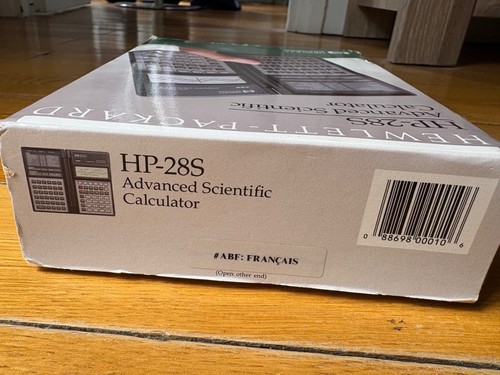 HEWLETT-PACKARD
HP-28S
Advanced Scientific
Calculator
HP-28S
Advanced Scientific
Calculator
#ABF: FRANÇAIS
(Open other end)
0 88698 00010 6